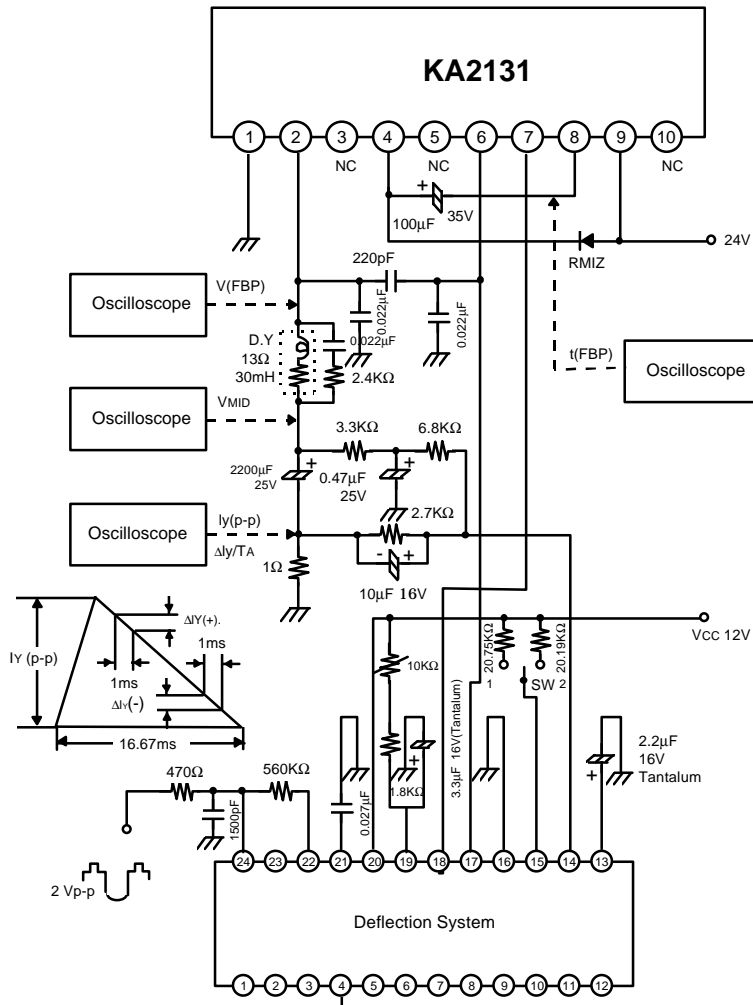 KA2131
1 2 3 4 5 6 7 8 9 10
NC NC NC
+
100µF
35V
24V
RMIZ
220pF
0.022µF
0.022µF
0.022µF
V(FBP)
Oscilloscope
D.Y
13Ω
30mH
2.4KΩ
t(FBP)
Oscilloscope
VMID
Oscilloscope
3.3KΩ
6.8KΩ
2200µF
25V
+
0.47µF
25V
+
2.7KΩ
Oscilloscope
Iy(p-p)
ΔIy/TA
1Ω
- +
10µF 16V
VCC 12V
ΔIY(+).
IY (p-p)
1ms
1ms
ΔIY(-)
16.67ms
10KΩ
20.75KΩ
20.19KΩ
1
SW 2
3.3µF 16V(Tantalum)
+
1.8KΩ
0.027µF
2.2µF
16V
Tantalum
+
470Ω
560KΩ
1500pF
2 Vp-p
24 23 22 21 20 19 18 17 16 15 14 13
Deflection System
1 2 3 4 5 6 7 8 9 10 11 12